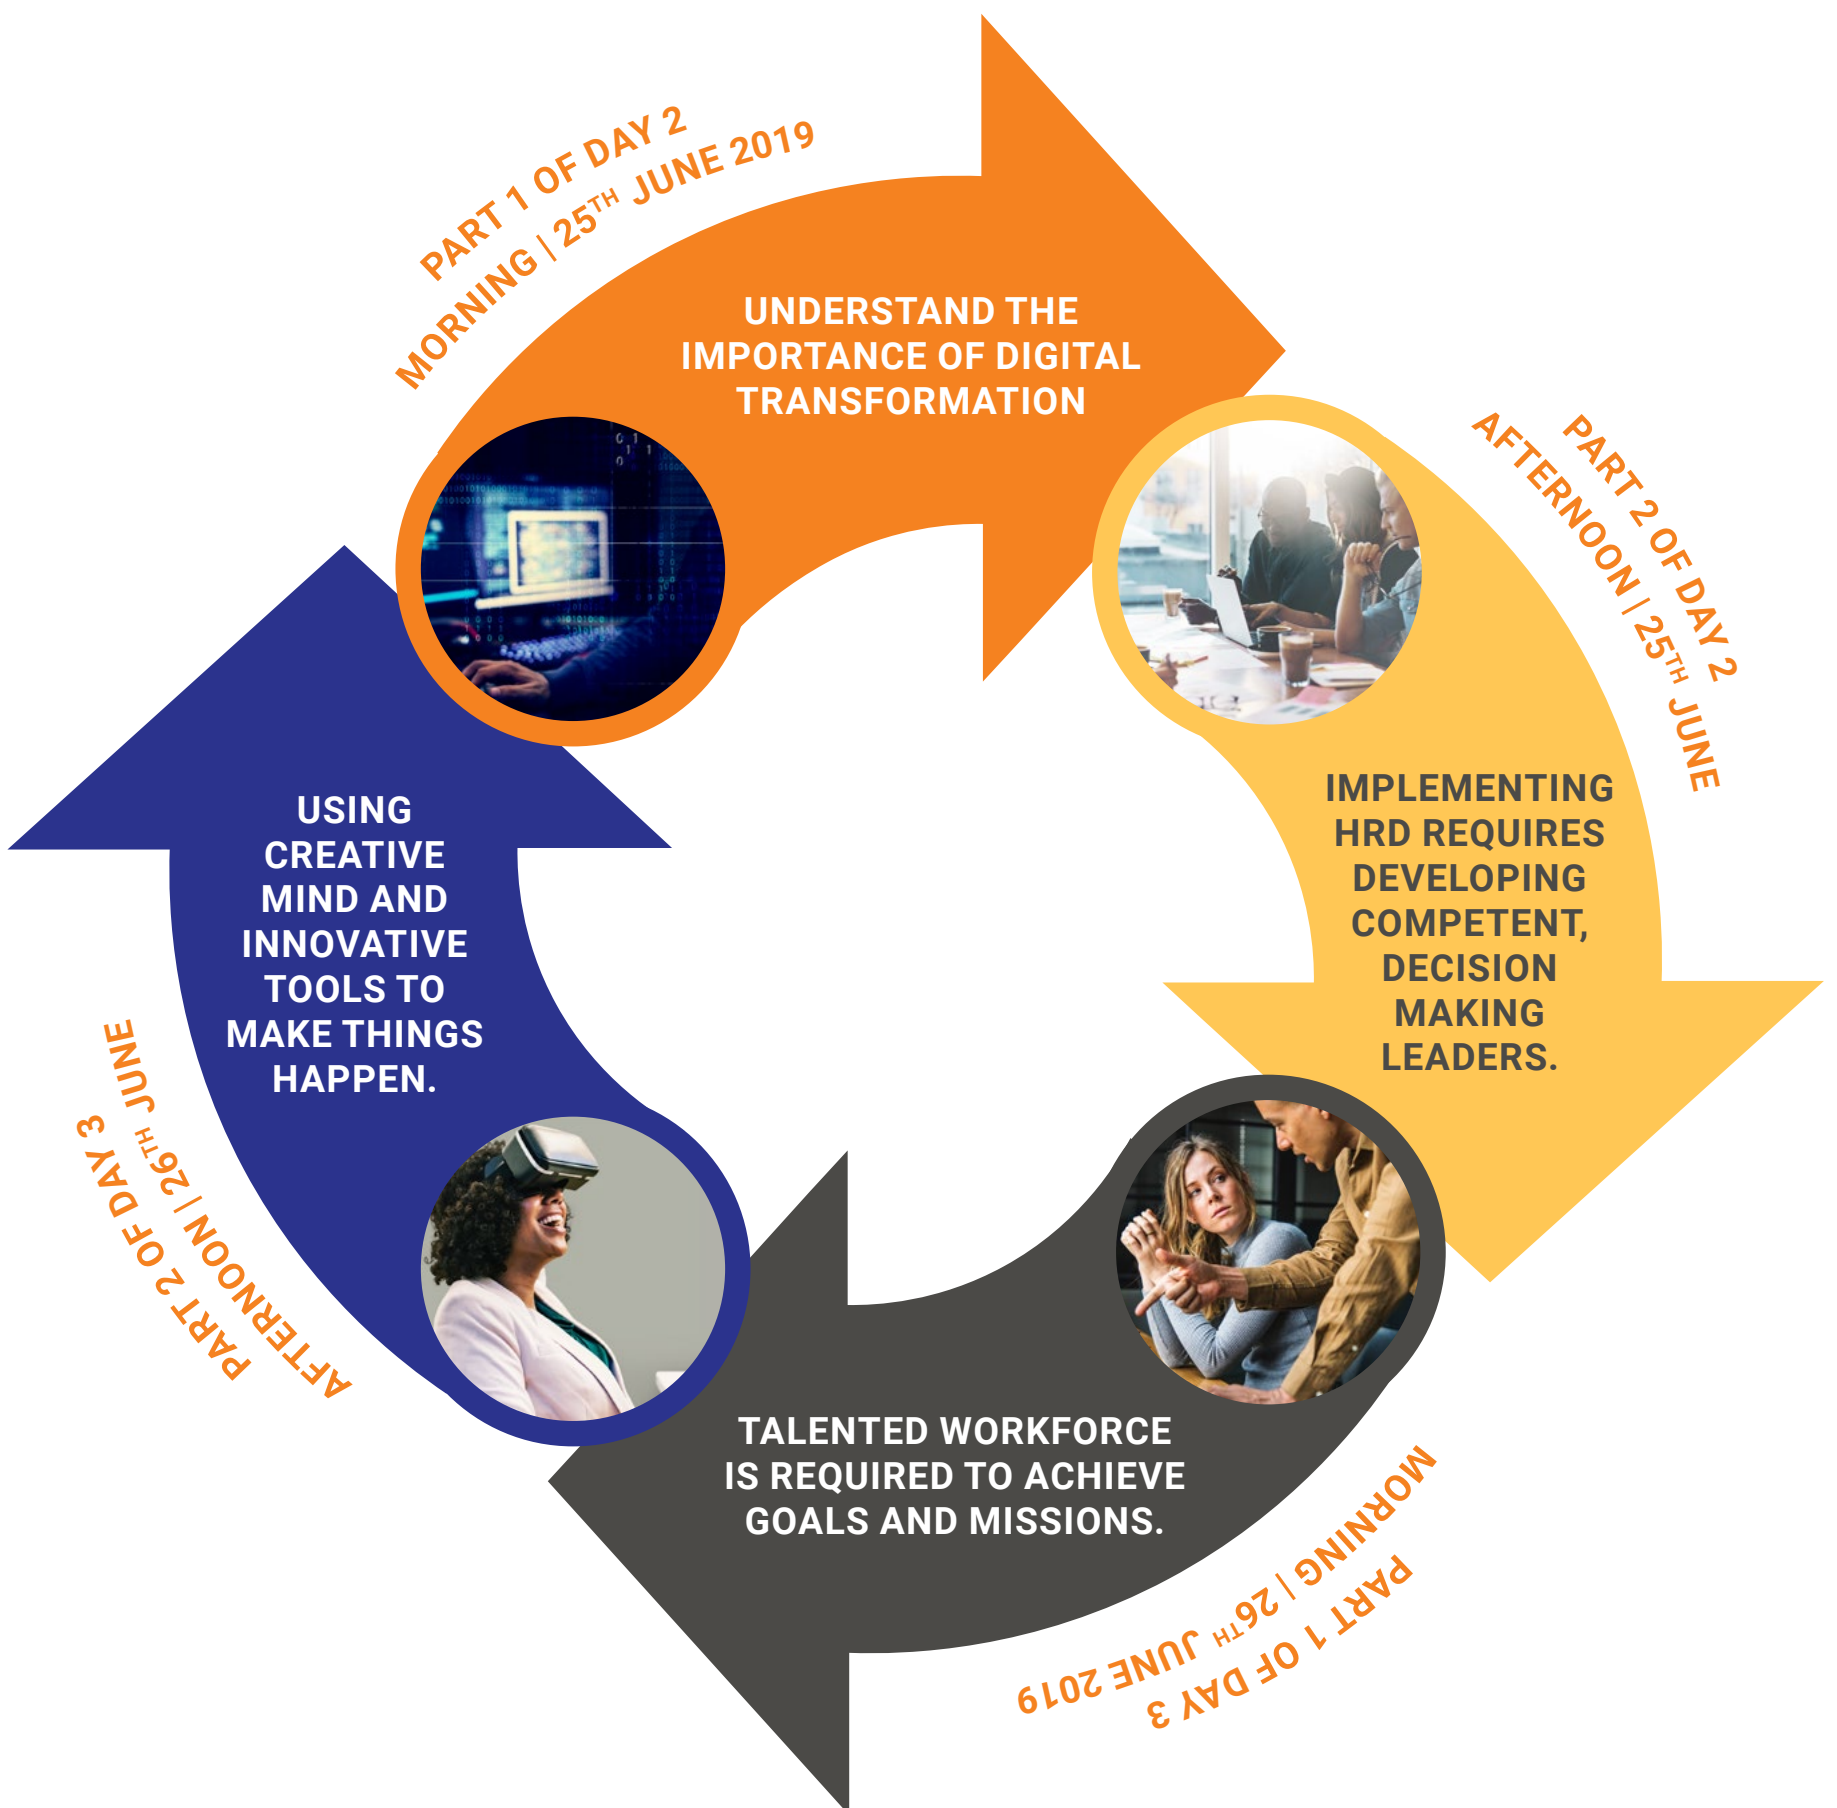 PART 1 OF DAY 2
MORNING | 25TH JUNE 2019
UNDERSTAND THE
IMPORTANCE OF DIGITAL
TRANSFORMATION
PART 2 OF DAY 2
AFTERNOON | 25TH JUNE
IMPLEMENTING
HRD REQUIRES
DEVELOPING
COMPETENT,
DECISION
MAKING
LEADERS.
MORNING | 26TH JUNE 2019
PART 1 OF DAY 3
TALENTED WORKFORCE
IS REQUIRED TO ACHIEVE
GOALS AND MISSIONS.
PART 2 OF DAY 3
AFTERNOON | 26TH JUNE
USING
CREATIVE
MIND AND
INNOVATIVE
TOOLS TO
MAKE THINGS
HAPPEN.